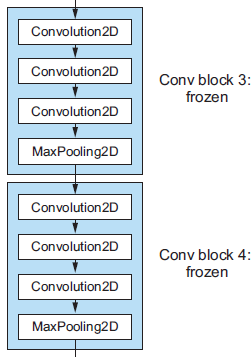 Convolution2D
Convolution2D
Convolution2D
MaxPooling2D
Conv block 3:
frozen
Convolution2D
Convolution2D
Convolution2D
MaxPooling2D
Conv block 4:
frozen